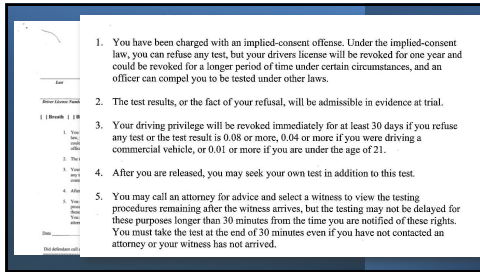 1. You have been charged with an implied-consent offense. Under the implied-consent
law, you can refuse any test, but your drivers license will be revoked for one year and
could be revoked for a longer period of time under certain circumstances, and an
officer can compel you to be tested under other laws.
2. The test results, or the fact of your refusal, will be admissible in evidence at trial.
3. Your driving privilege will be revoked immediately for at least 30 days if you refuse
any test or the test result is 0.08 or more, 0.04 or more if you were driving a
commercial vehicle, or 0.01 or more if you are under the age of 21.
4. After you are released, you may seek your own test in addition to this test.
5. You may call an attorney for advice and select a witness to view the testing
procedures remaining after the witness arrives, but the testing may not be delayed for
these purposes longer than 30 minutes from the time you are notified of these rights.
You must take the test at the end of 30 minutes even if you have not contacted an
attorney or your witness has not arrived.